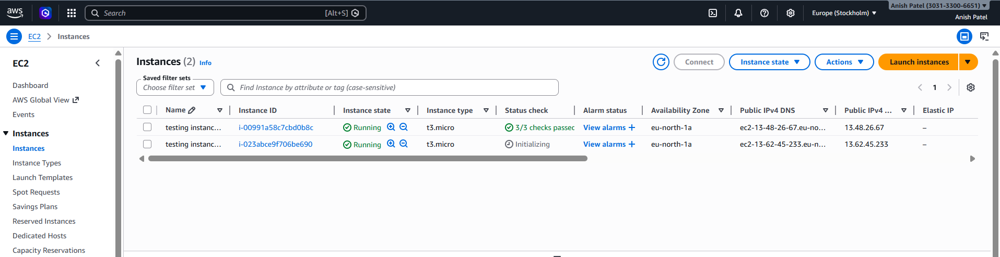 aws
Search [Alt+S]
Europe (Stockholm)
Anish Patel (3031-3300-6651)
Anish Patel
EC2 Instances
EC2
Dashboard
AWS Global View
Events
Instances
Instances
Instance Types
Launch Templates
Spot Requests
Savings Plans
Reserved Instances
Dedicated Hosts
Capacity Reservations
Instances (2) Info
Connect Instance state Actions Launch instances
Saved filter sets
Choose filter set Find Instance by attribute or tag (case-sensitive) 1
Name Instance ID Instance state Instance type Status check Alarm status Availability Zone Public IPv4 DNS Public IPv4 ... Elastic IP
testing instanc... i-00991a58c7cbd0b8c Running t3.micro 3/3 checks passed View alarms + eu-north-1a ec2-13-48-26-67.eu-no... 13.48.26.67 –
testing instanc... i-023abce9f706be690 Running t3.micro Initializing View alarms + eu-north-1a ec2-13-62-45-233.eu-n... 13.62.45.233 –